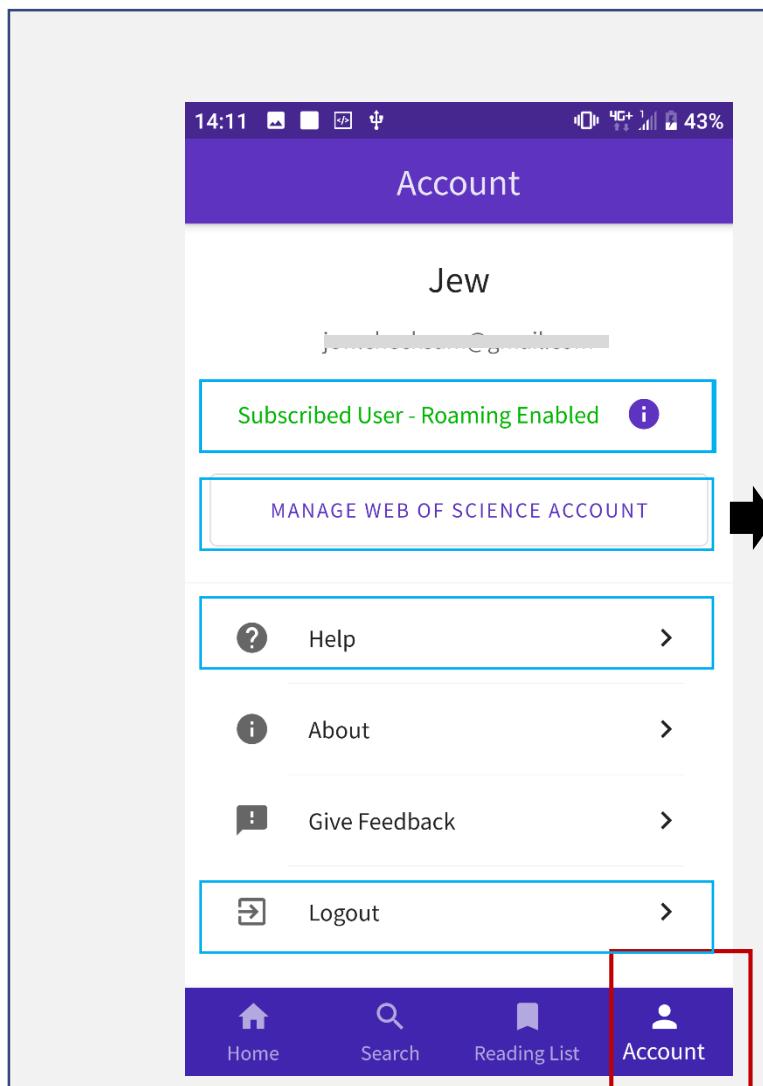 14:11 4G+ 43%
Account
Jew
Subscribed User - Roaming Enabled
MANAGE WEB OF SCIENCE ACCOUNT
Help
About
Give Feedback
Logout
Home Search Reading List Account